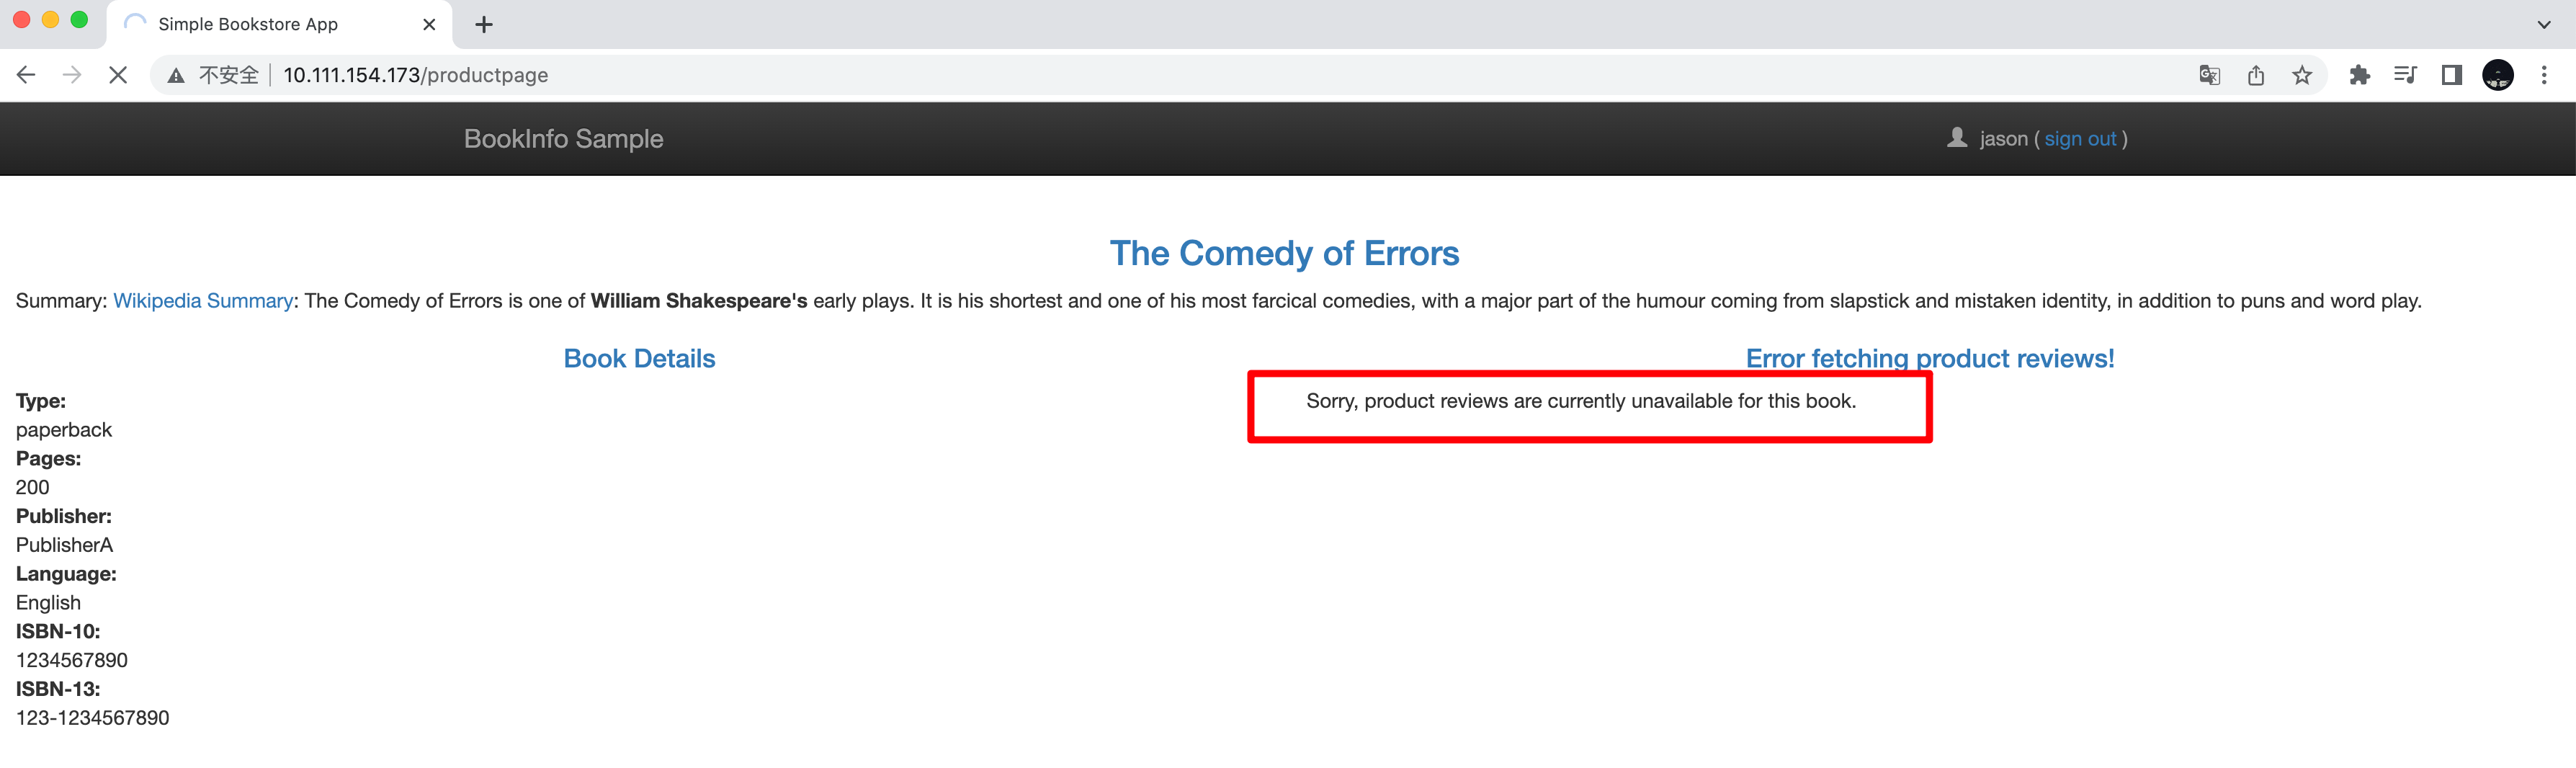 Simple Bookstore App
不安全 10.111.154.173/productpage
BookInfo Sample
jason ( sign out )
The Comedy of Errors
Summary: Wikipedia Summary: The Comedy of Errors is one of William Shakespeare's early plays. It is his shortest and one of his most farcical comedies, with a major part of the humour coming from slapstick and mistaken identity, in addition to puns and word play.
Book Details
Type:
paperback
Pages:
200
Publisher:
PublisherA
Language:
English
ISBN-10:
1234567890
ISBN-13:
123-1234567890
Error fetching product reviews!
Sorry, product reviews are currently unavailable for this book.